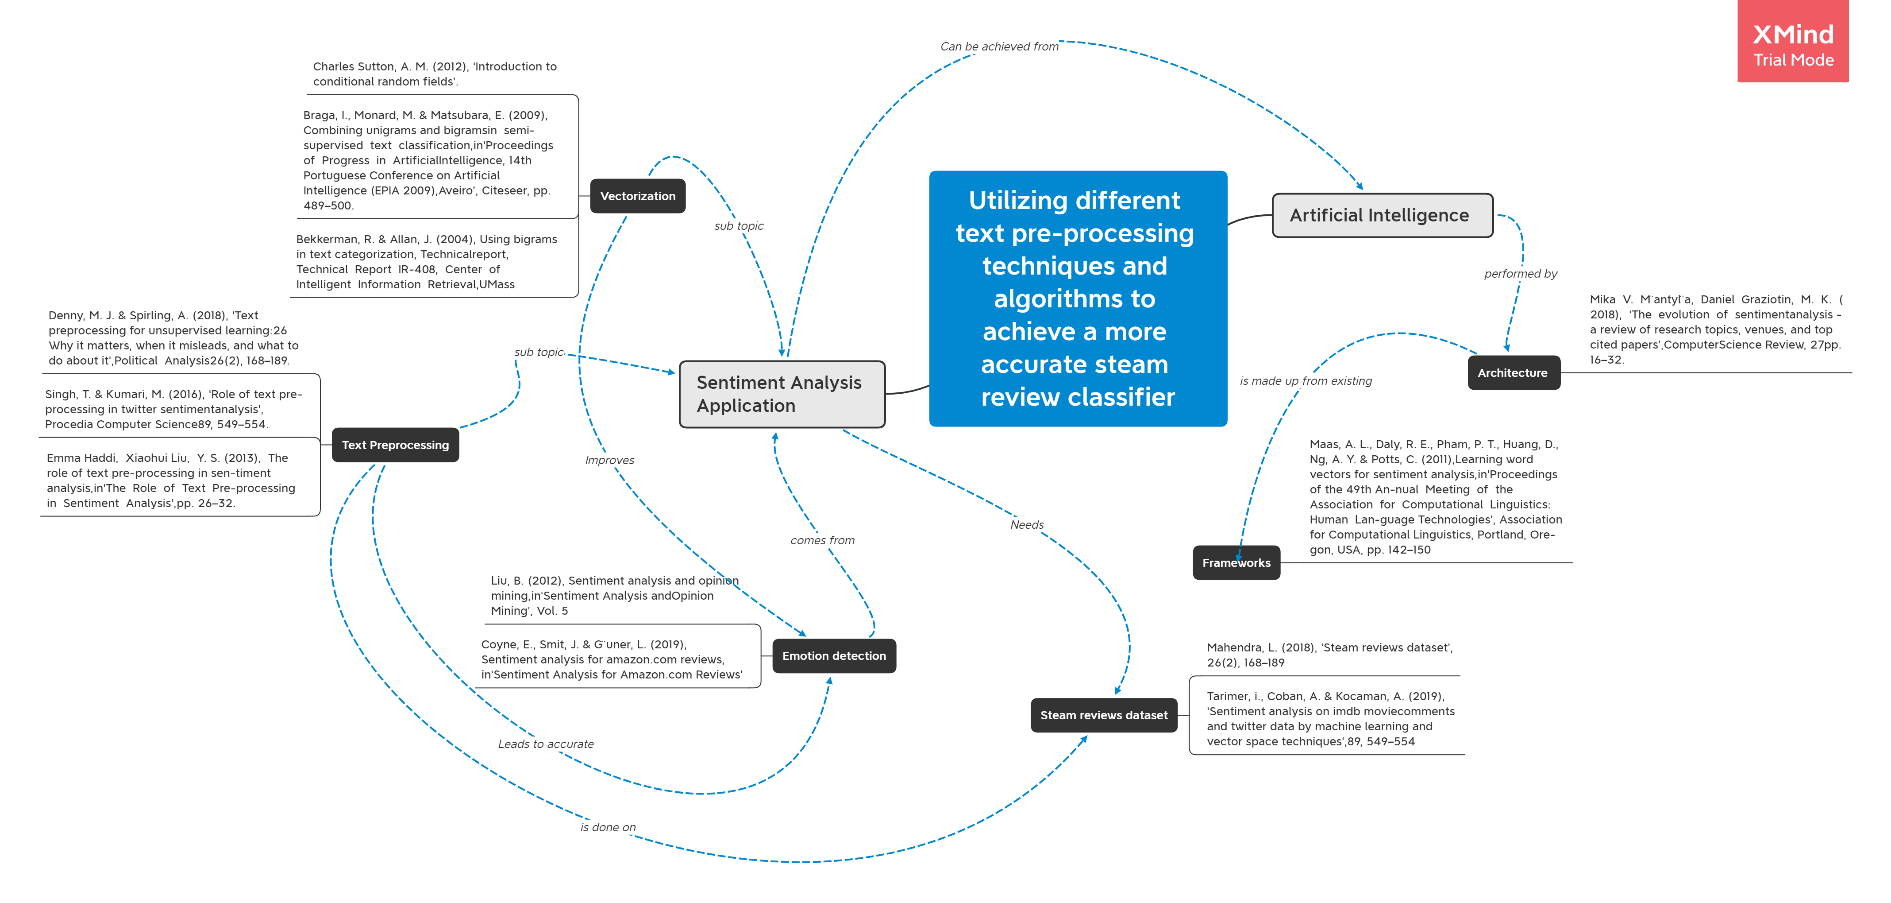 XMind
Trial Mode
Can be achieved from
Charles Sutton, A. M. (2012), 'Introduction to
conditional random fields'.
Braga, I., Monard, M. & Matsubara, E. (2009),
Combining unigrams and bigramsin semi-
supervised text classification,in'Proceedings
of Progress in ArtificialIntelligence, 14th
Portuguese Conference on Artificial
Intelligence (EPIA 2009),Aveiro', Citeseer, pp.
489–500.
Bekkerman, R. & Allan, J. (2004), Using bigrams
in text categorization, Technicalreport,
Technical Report IR-408, Center of
Intelligent Information Retrieval,UMass
Vectorization
sub topic
Utilizing different
text pre-processing
techniques and
algorithms to
achieve a more
accurate steam
review classifier
Artificial Intelligence
performed by
Mika V. M¨antyl¨a, Daniel Graziotin, M. K. (
2018), 'The evolution of sentimentanalysis -
a review of research topics, venues, and top
cited papers',ComputerScience Review, 27pp.
16–32.
Architecture
is made up from existing
Denny, M. J. & Spirling, A. (2018), 'Text
preprocessing for unsupervised learning:26
Why it matters, when it misleads, and what to
do about it',Political Analysis26(2), 168–189.
Singh, T. & Kumari, M. (2016), 'Role of text pre-
processing in twitter sentimentanalysis',
Procedia Computer Science89, 549–554.
Emma Haddi, Xiaohui Liu, Y. S. (2013), The
role of text pre-processing in sen-timent
analysis,in'The Role of Text Pre-processing
in Sentiment Analysis',pp. 26–32.
Text Preprocessing
sub topic
Sentiment Analysis
Application
Improves
comes from
Needs
Maas, A. L., Daly, R. E., Pham, P. T., Huang, D.,
Ng, A. Y. & Potts, C. (2011),Learning word
vectors for sentiment analysis,in'Proceedings
of the 49th An-nual Meeting of the
Association for Computational Linguistics:
Human Lan-guage Technologies', Association
for Computational Linguistics, Portland, Ore-
gon, USA, pp. 142–150
Frameworks
Liu, B. (2012), Sentiment analysis and opinion
mining,in'Sentiment Analysis andOpinion
Mining', Vol. 5
Coyne, E., Smit, J. & G¨uner, L. (2019),
Sentiment analysis for amazon.com reviews,
in'Sentiment Analysis for Amazon.com Reviews'
Emotion detection
Mahendra, L. (2018), 'Steam reviews dataset',
26(2), 168–189
Tarimer, i., Coban, A. & Kocaman, A. (2019),
'Sentiment analysis on imdb moviecomments
and twitter data by machine learning and
vector space techniques',89, 549–554
Steam reviews dataset
Leads to accurate
is done on